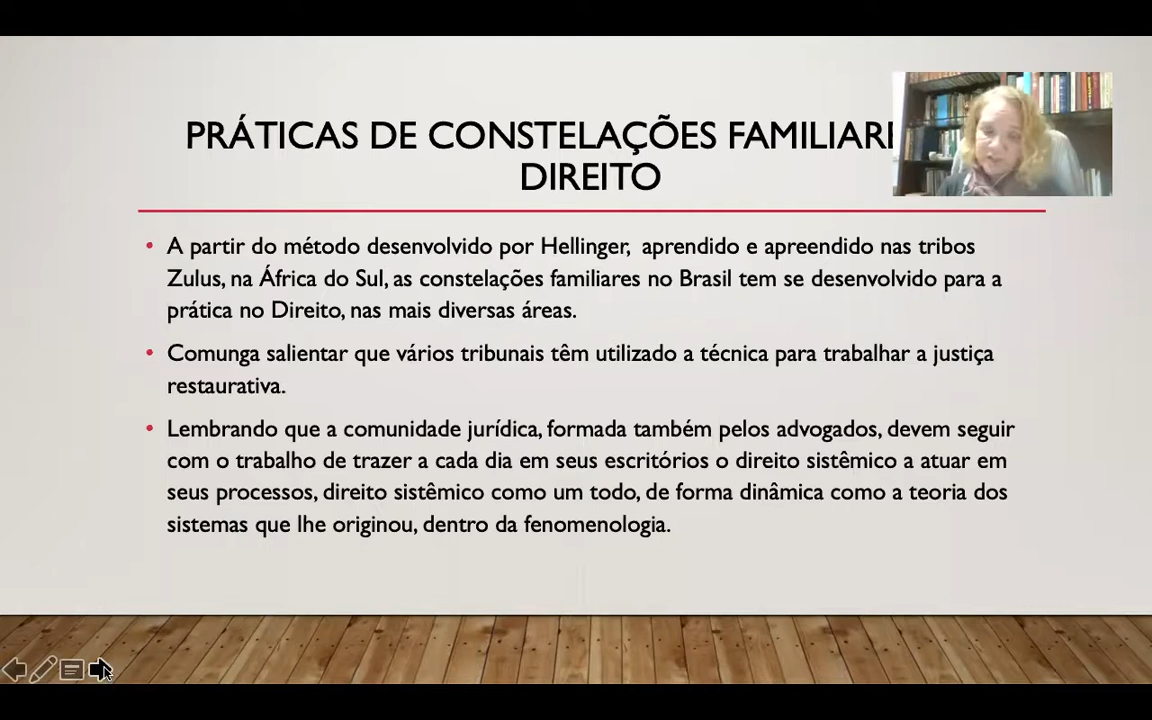 PRÁTICAS DE CONSTELAÇÕES FAMILIARE
DIREITO
• A partir do método desenvolvido por Hellinger, aprendido e apreendido nas tribos
Zulus, na África do Sul, as constelações familiares no Brasil tem se desenvolvido para a
prática no Direito, nas mais diversas áreas.
• Comunga salientar que vários tribunais têm utilizado a técnica para trabalhar a justiça
restaurativa.
• Lembrando que a comunidade jurídica, formada também pelos advogados, devem seguir
com o trabalho de trazer a cada dia em seus escritórios o direito sistêmico a atuar em
seus processos, direito sistêmico como um todo, de forma dinâmica como a teoria dos
sistemas que lhe originou, dentro da fenomenologia.